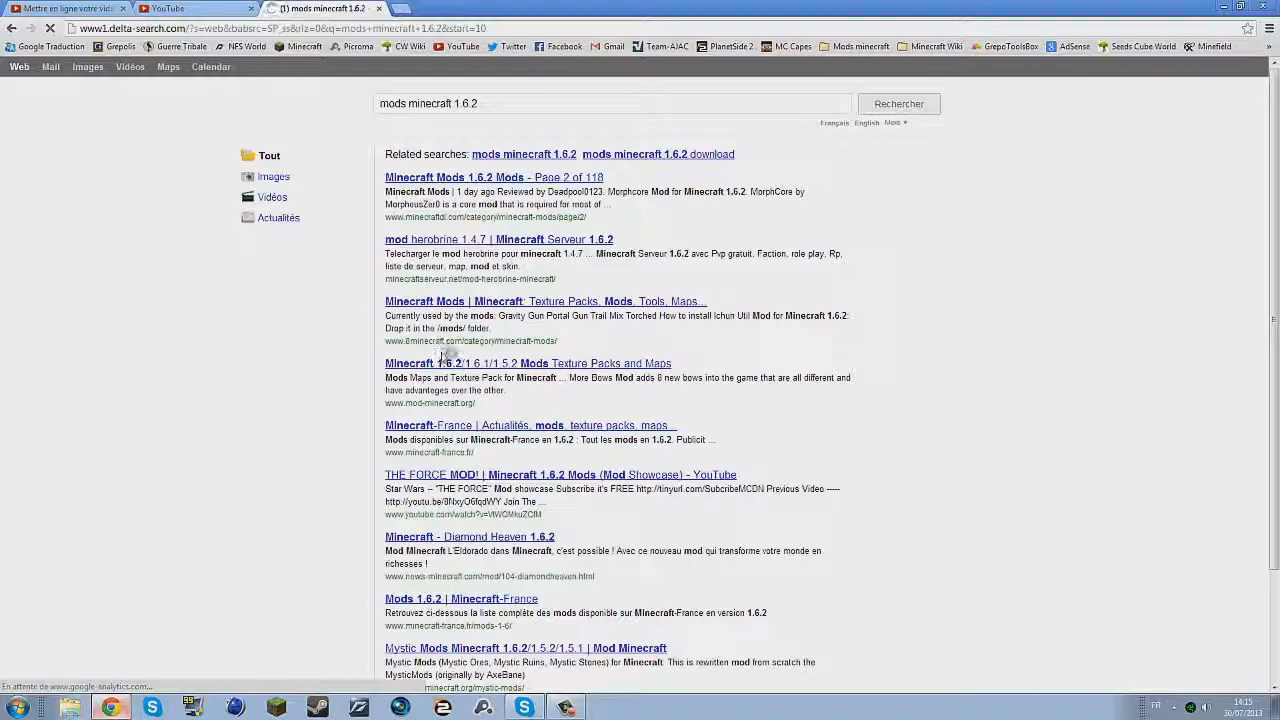 Mettre en ligne votre vidé
YouTube
(1) mods minecraft 1.6.2 -
www1.delta-search.com/?s=web&babsrc=SP_ss&rlz=0&q=mods+minecraft+1.6.2&start=10
Google Traduction
Grepolis
Guerre Tribale
NFS World
Minecraft
Picroma
CW Wiki
YouTube
Twitter
Facebook
Gmail
Team-AJAC
PlanetSide 2
MC Capes
Mods minecraft
Minecraft Wiki
GrepoToolsBox
AdSense
Seeds Cube World
Minefield
Web Mail Images Vidéos Maps Calendar
mods minecraft 1.6.2
Rechercher
Français English More
Tout
Images
Vidéos
Actualités
Related searches: mods minecraft 1.6.2 mods minecraft 1.6.2 download
Minecraft Mods 1.6.2 Mods - Page 2 of 118
Minecraft Mods | 1 day ago Reviewed by Deadpool0123. Morphcore Mod for Minecraft 1.6.2. MorphCore by
MorpheusZer0 is a core mod that is required for most of ...
www.minecraftdl.com/category/minecraft-mods/page/2/
mod herobrine 1.4.7 | Minecraft Serveur 1.6.2
Telecharger le mod herobrine pour minecraft 1.4.7 ... Minecraft Serveur 1.6.2 avec Pvp gratuit, Faction, role play, Rp,
liste de serveur, map, mod et skin.
minecraftserveur.net/mod-herobrine-minecraft/
Minecraft Mods | Minecraft: Texture Packs, Mods, Tools, Maps...
Currently used by the mods: Gravity Gun Portal Gun Trail Mix Torched How to install Ichun Util Mod for Minecraft 1.6.2:
Drop it in the /mods/ folder.
www.8minecraft.com/category/minecraft-mods/
Minecraft 1.6.2/1.6.1/1.5.2 Mods Texture Packs and Maps
Mods Maps and Texture Pack for Minecraft ... More Bows Mod adds 8 new bows into the game that are all different and
have advanteges over the other.
www.mod-minecraft.org/
Minecraft-France | Actualités, mods, texture packs, maps ...
Mods disponibles sur Minecraft-France en 1.6.2 : Tout les mods en 1.6.2. Publicit ...
www.minecraft-france.fr/
THE FORCE MOD! | Minecraft 1.6.2 Mods (Mod Showcase) - YouTube
Star Wars -- "THE FORCE" Mod showcase Subscribe it's FREE http://tinyurl.com/SubcribeMCDN Previous Video -----
http://youtu.be/8NxyO6fqdWY Join The ...
www.youtube.com/watch?v=VtWQMkuZCfM
Minecraft - Diamond Heaven 1.6.2
Mod Minecraft L'Eldorado dans Minecraft, c'est possible ! Avec ce nouveau mod qui transforme votre monde en
richesses !
www.news-minecraft.com/mod/104-diamondheaven.html
Mods 1.6.2 | Minecraft-France
Retrouvez ci-dessous la liste complète des mods disponible sur Minecraft-France en version 1.6.2
www.minecraft-france.fr/mods-1-6/
Mystic Mods Minecraft 1.6.2/1.5.2/1.5.1 | Mod Minecraft
Mystic Mods (Mystic Ores, Mystic Ruins, Mystic Stones) for Minecraft. This is rewritten mod from scratch the
MysticMods (originally by AxeBane)
minecraft.org/mystic-mods/
En attente de www.google-analytics.com...
FR
14:15
30/07/2013